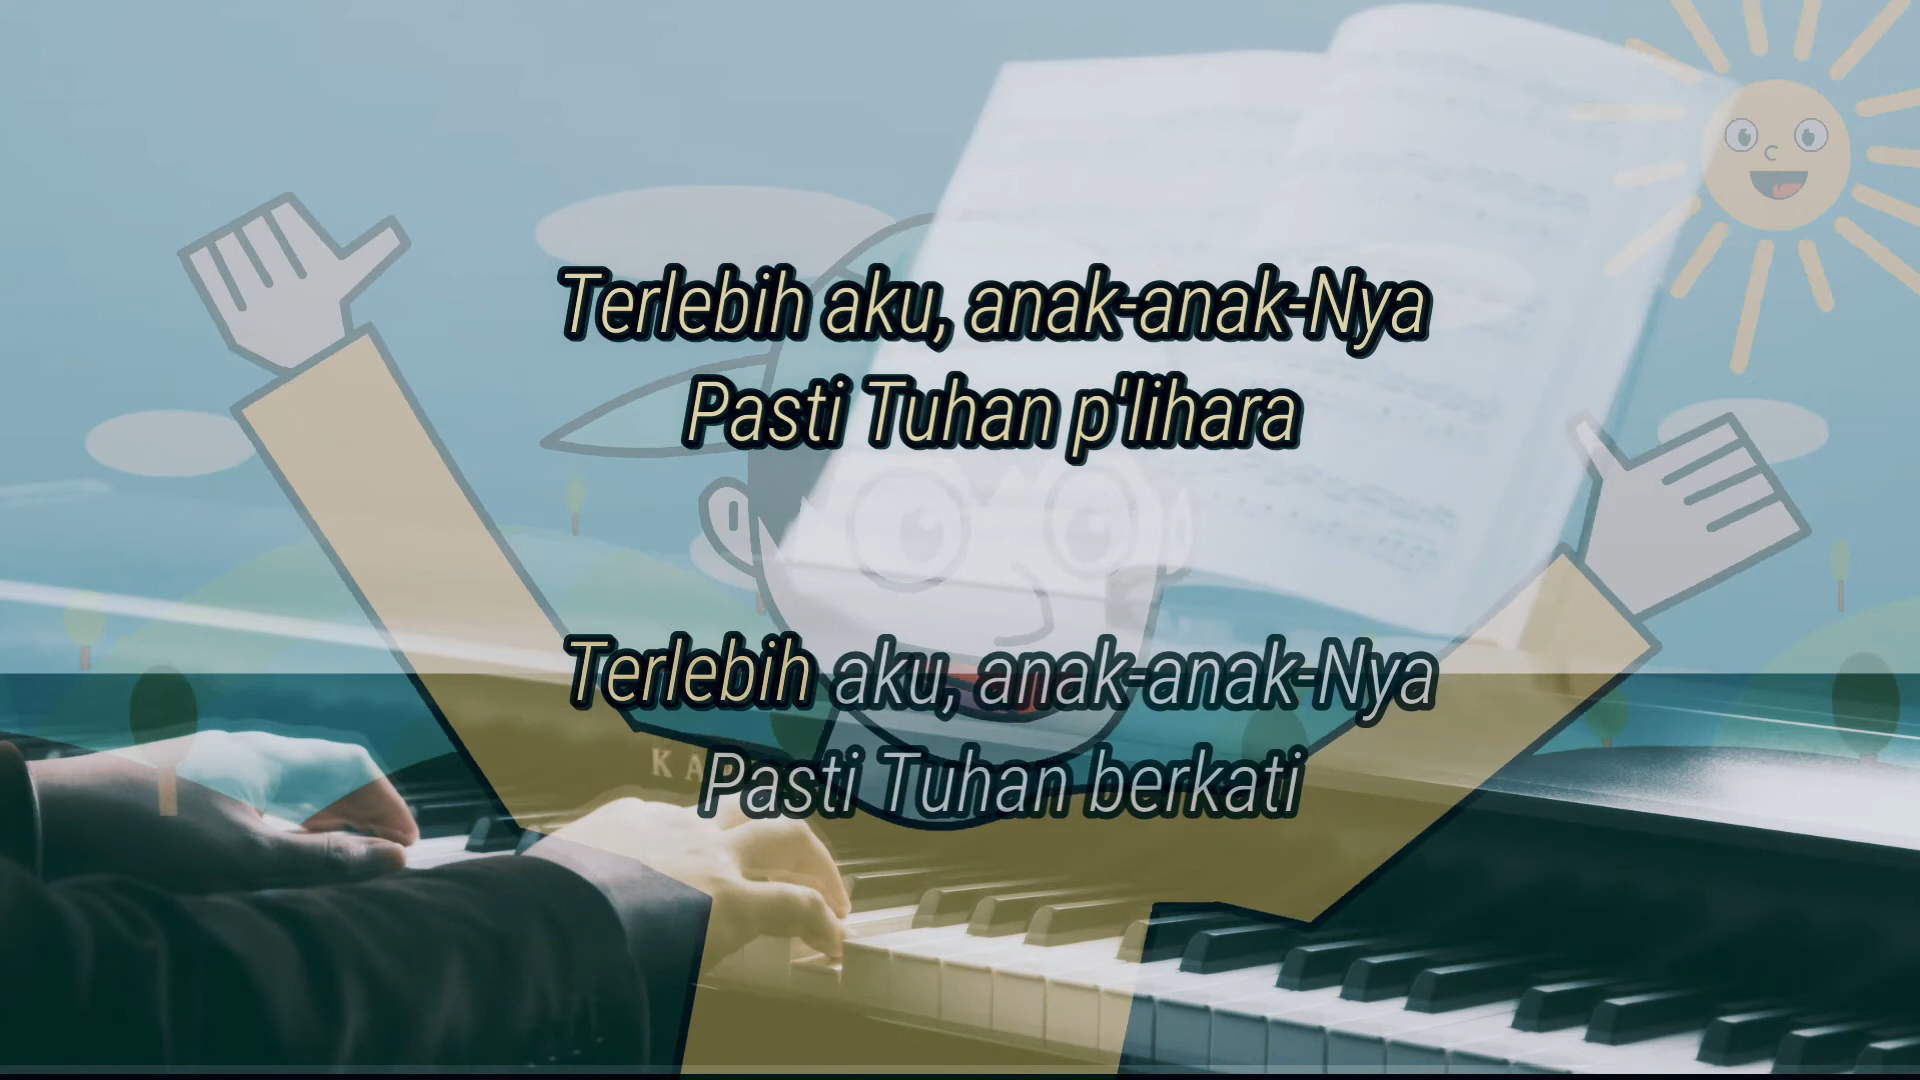 Terlebih aku, anak-anak-Nya
Pasti Tuhan p'lihara
Terlebih aku, anak-anak-Nya
Pasti Tuhan berkati